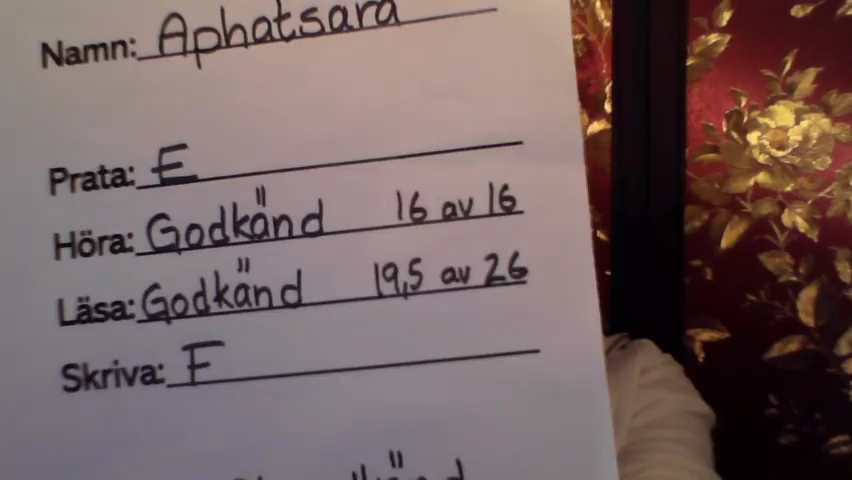 Namn: Aphatsara
Prata: E
Höra: Godkänd 16 av 16
Läsa: Godkänd 19,5 av 26
Skriva: F